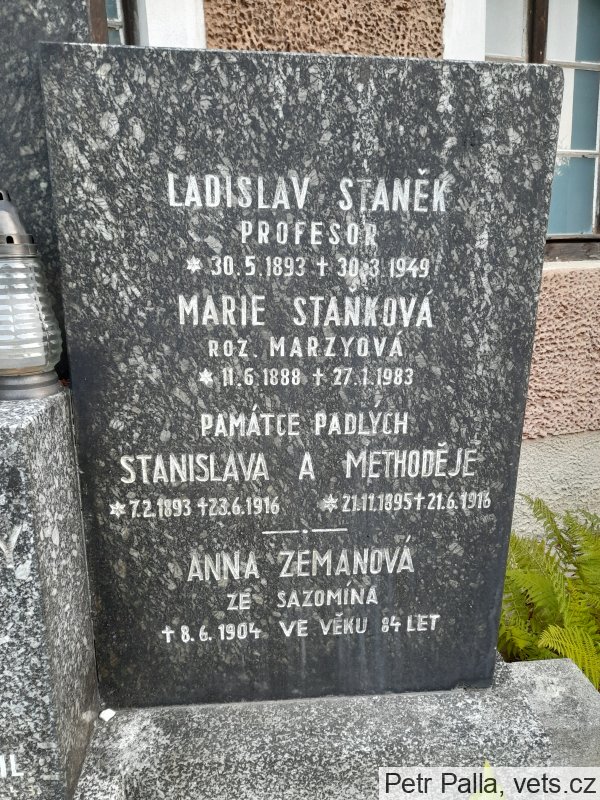 LADISLAV STANĚK
PROFESOR
* 30.5.1893 † 30.3.1949
MARIE STAŇKOVÁ
ROZ. MARZYOVÁ
* 11.6.1888 † 27.1.1983
PAMÁTCE PADLÝCH
STANISLAVA A METHODĚJE
* 7.2.1893 † 23.6.1916 * 21.11.1895 † 21.6.1916
ANNA ZEMANOVÁ
ZE SAZOMÍNA
† 8.6.1904 VE VĚKU 84 LET
Petr Palla, vets.cz